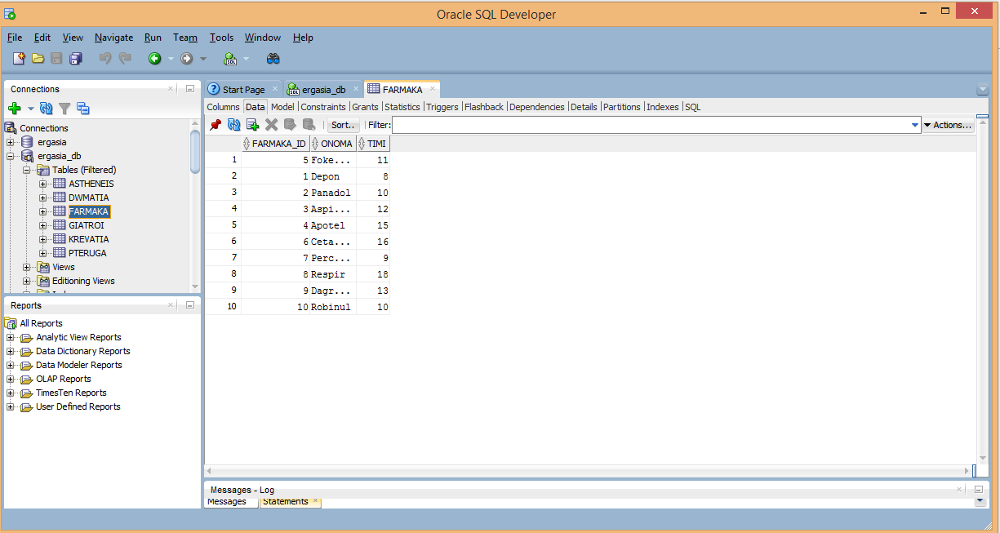 Oracle SQL Developer
File Edit View Navigate Run Team Tools Window Help
Connections
Connections
ergasia
ergasia_db
Tables (Filtered)
ASTHENEIS
DWMATIA
FARMAKA
GIATROI
KREVATIA
PTERUGA
Views
Editioning Views
Reports
All Reports
Analytic View Reports
Data Dictionary Reports
Data Modeler Reports
OLAP Reports
TimesTen Reports
User Defined Reports
Start Page ergasia_db FARMAKA
Columns Data Model Constraints Grants Statistics Triggers Flashback Dependencies Details Partitions Indexes SQL
Sort.. Filter: Actions...
FARMAKA_ID ONOMA TIMI
1 5 Foke... 11
2 1 Depon 8
3 2 Panadol 10
4 3 Aspi... 12
5 4 Apotel 15
6 6 Ceta... 16
7 7 Perc... 9
8 8 Respir 18
9 9 Dagr... 13
10 10 Robinul 10
Messages - Log
Messages Statements